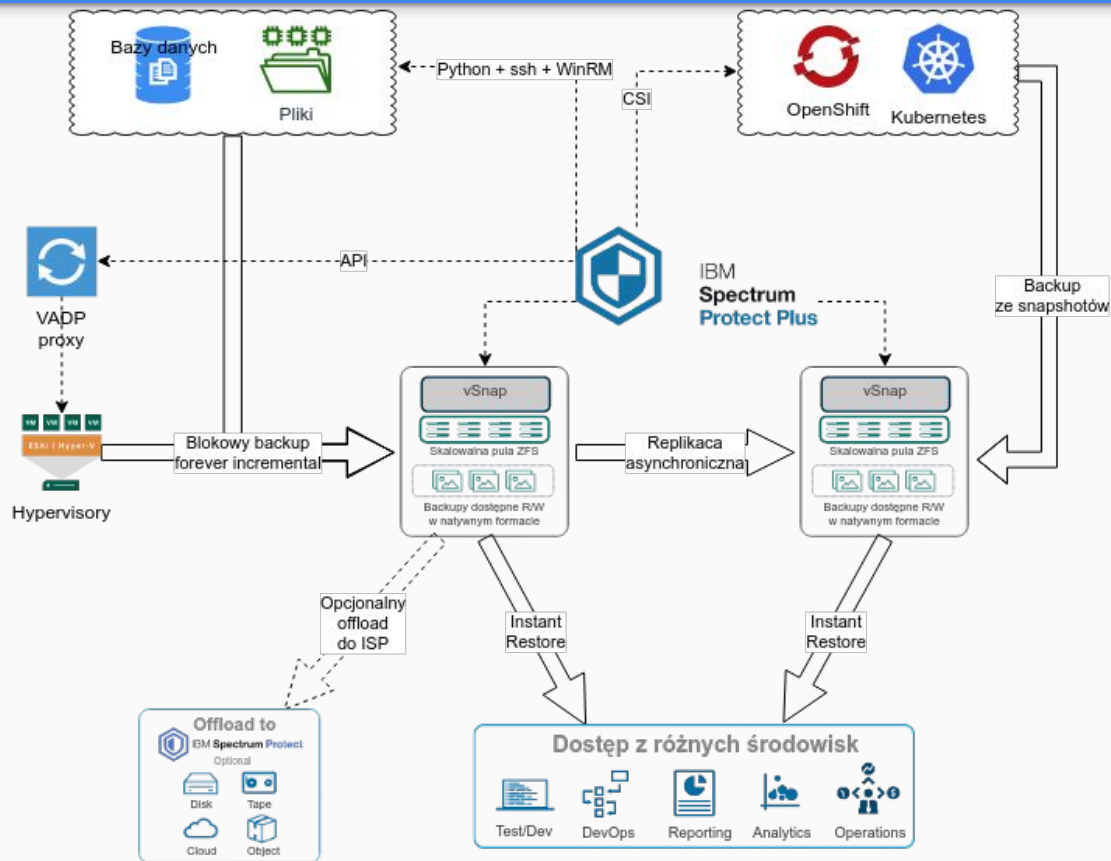 Bazy danych
Pliki
Python + ssh + WinRM
CSI
OpenShift
Kubernetes
API
VADP
proxy
IBM
Spectrum
Protect Plus
Backup
ze snapshotów
VM VM VM VM
ESXi | Hyper-V
Hypervisory
Blokowy backup
forever incremental
vSnap
Skalowalna pula ZFS
Backupy dostępne R/W
w natywnym formacie
Replikaca
asynchroniczna
vSnap
Skalowalna pula ZFS
Backupy dostępne R/W
w natywnym formacie
Opcjonalny
offload
do ISP
Instant
Restore
Instant
Restore
Offload to
IBM Spectrum Protect
Optional
Disk
Tape
Cloud
Object
Dostęp z różnych środowisk
Test/Dev
DevOps
Reporting
Analytics
Operations